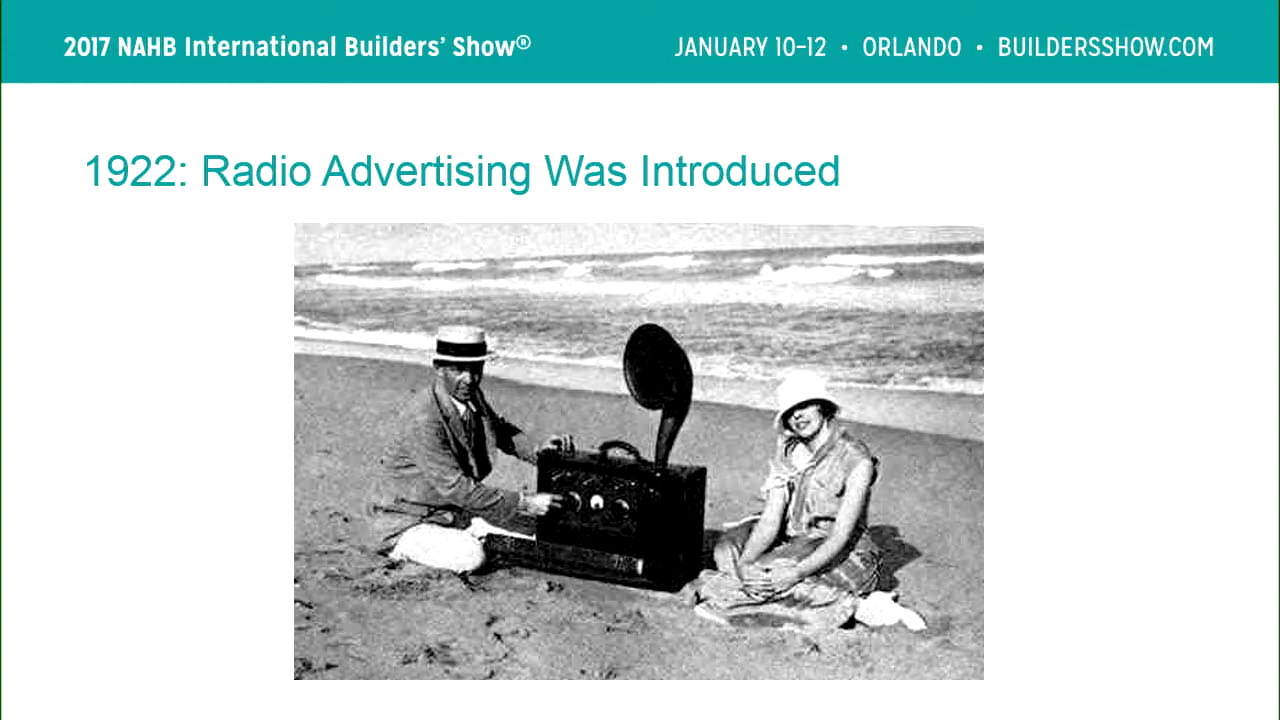 2017 NAHB International Builders’ Show®
JANUARY 10–12 • ORLANDO • BUILDERSSHOW.COM
1922: Radio Advertising Was Introduced